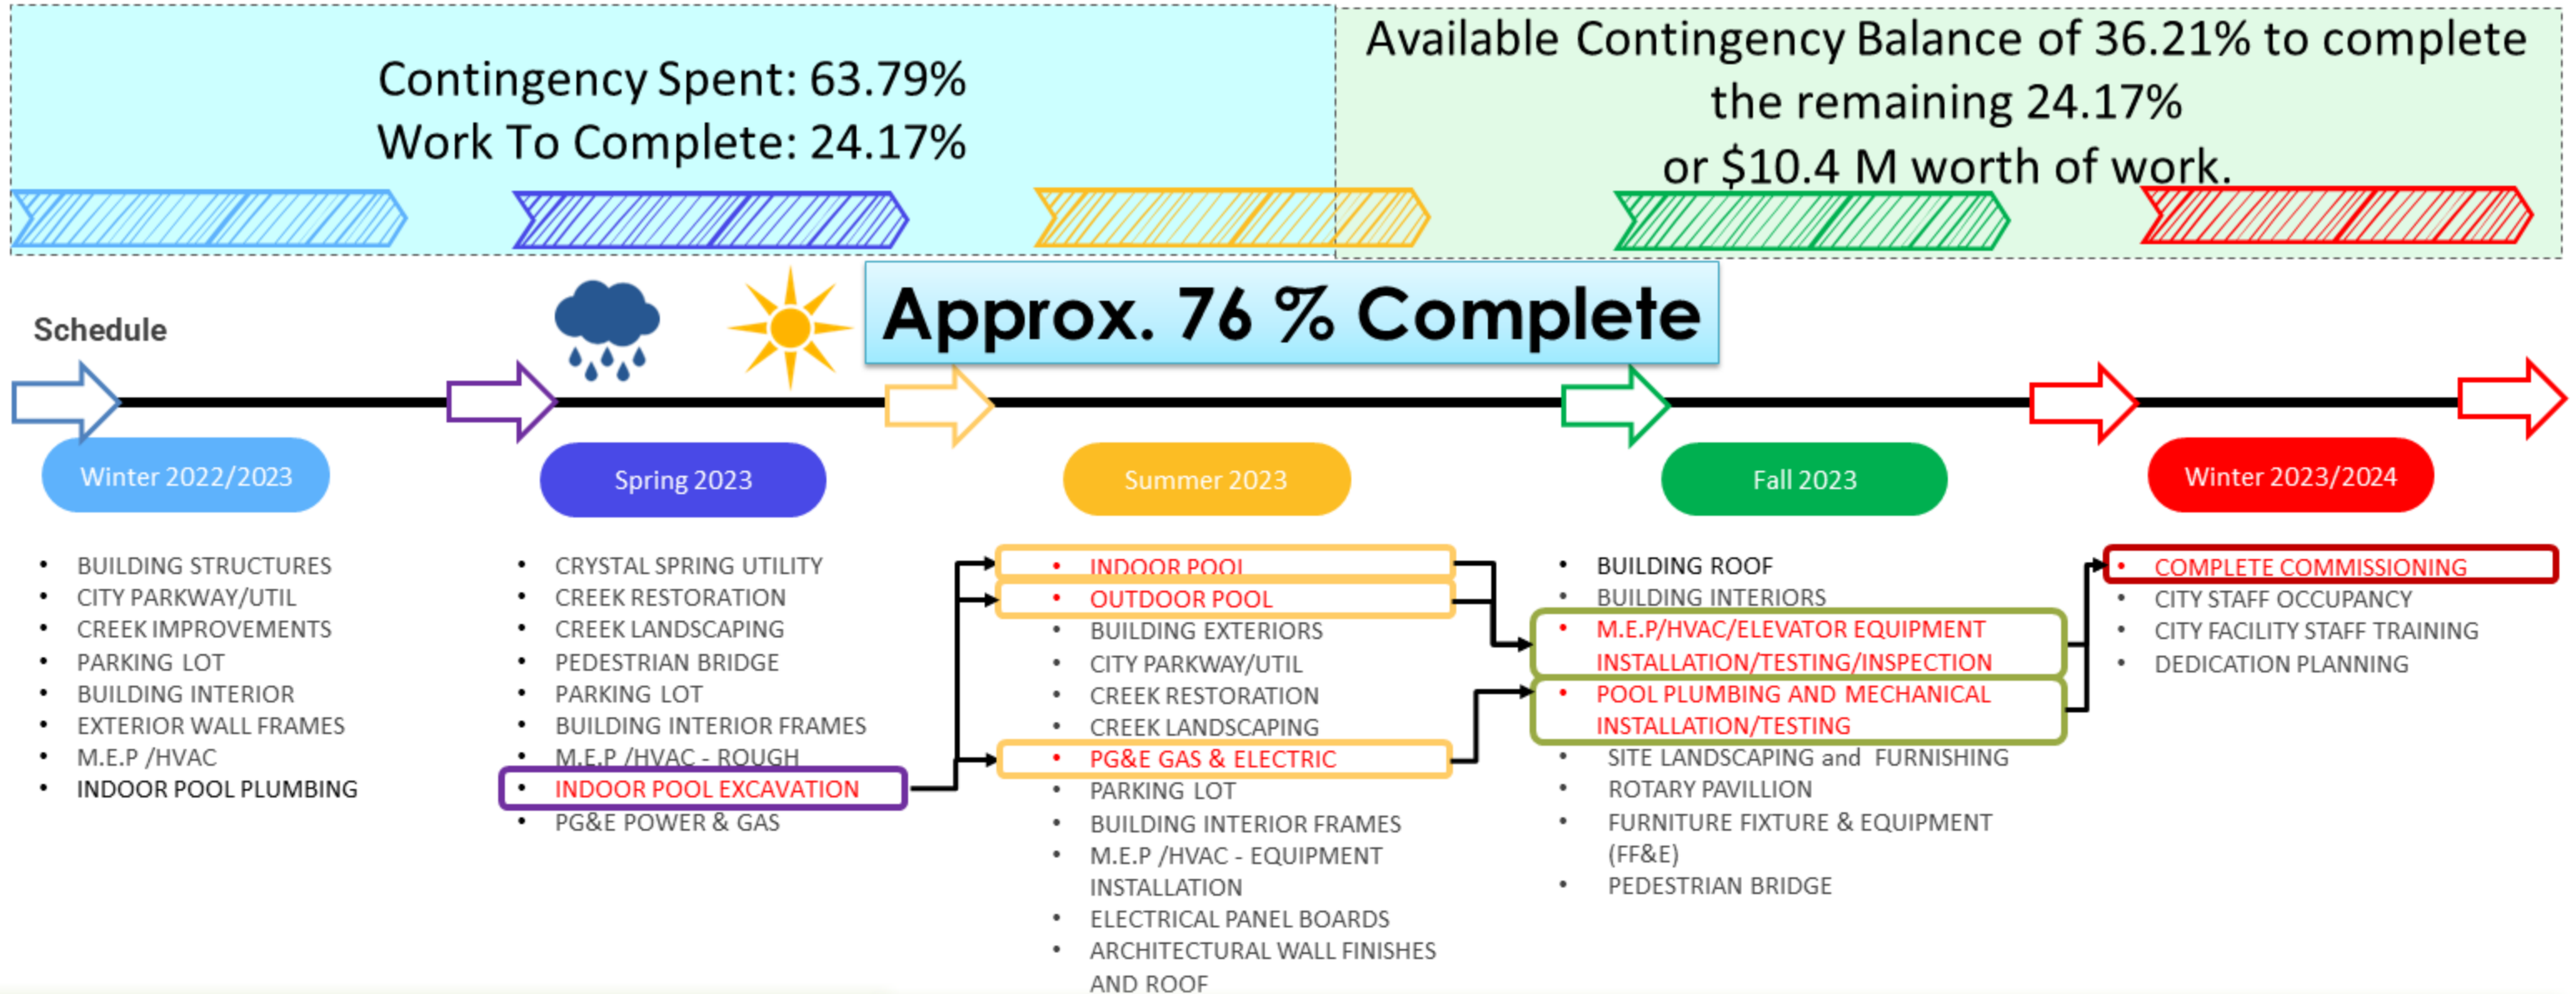 Contingency Spent: 63.79%
Work To Complete: 24.17%
Available Contingency Balance of 36.21% to complete
the remaining 24.17%
or $10.4 M worth of work.
Approx. 76 % Complete
Schedule
Winter 2022/2023
• BUILDING STRUCTURES
• CITY PARKWAY/UTIL
• CREEK IMPROVEMENTS
• PARKING LOT
• BUILDING INTERIOR
• EXTERIOR WALL FRAMES
• M.E.P /HVAC
• INDOOR POOL PLUMBING
Spring 2023
• CRYSTAL SPRING UTILITY
• CREEK RESTORATION
• CREEK LANDSCAPING
• PEDESTRIAN BRIDGE
• PARKING LOT
• BUILDING INTERIOR FRAMES
• M.E.P /HVAC - ROUGH
• INDOOR POOL EXCAVATION
• PG&E POWER & GAS
Summer 2023
• INDOOR POOL
• OUTDOOR POOL
• BUILDING EXTERIORS
• CITY PARKWAY/UTIL
• CREEK RESTORATION
• CREEK LANDSCAPING
• PG&E GAS & ELECTRIC
• PARKING LOT
• BUILDING INTERIOR FRAMES
• M.E.P /HVAC - EQUIPMENT
INSTALLATION
• ELECTRICAL PANEL BOARDS
• ARCHITECTURAL WALL FINISHES
AND ROOF
Fall 2023
• BUILDING ROOF
• BUILDING INTERIORS
• M.E.P/HVAC/ELEVATOR EQUIPMENT
INSTALLATION/TESTING/INSPECTION
• POOL PLUMBING AND MECHANICAL
INSTALLATION/TESTING
• SITE LANDSCAPING and FURNISHING
• ROTARY PAVILLION
• FURNITURE FIXTURE & EQUIPMENT
(FF&E)
• PEDESTRIAN BRIDGE
Winter 2023/2024
• COMPLETE COMMISSIONING
• CITY STAFF OCCUPANCY
• CITY FACILITY STAFF TRAINING
• DEDICATION PLANNING